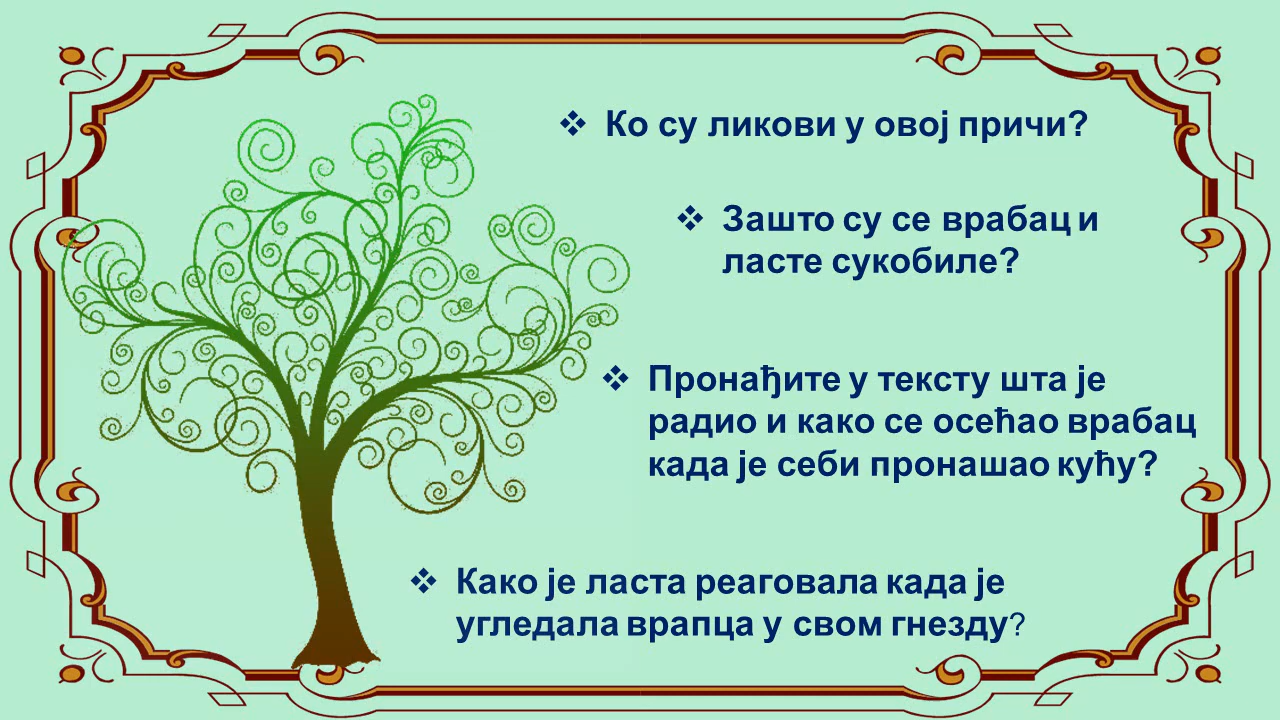 ❖ Ко су ликови у овој причи?
❖ Зашто су се врабац и
ласте сукобиле?
❖ Пронађите у тексту шта је
радио и како се осећао врабац
када је себи пронашао кућу?
❖ Како је ласта реаговала када је
угледала врапца у свом гнезду?